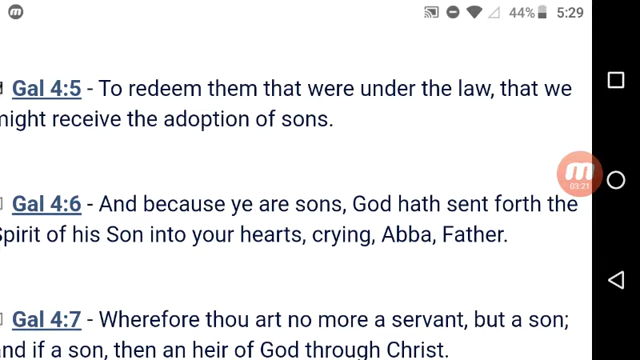 44% 5:29
Gal 4:5 - To redeem them that were under the law, that we
might receive the adoption of sons.
03:21
Gal 4:6 - And because ye are sons, God hath sent forth the
Spirit of his Son into your hearts, crying, Abba, Father.
Gal 4:7 - Wherefore thou art no more a servant, but a son;
and if a son, then an heir of God through Christ.